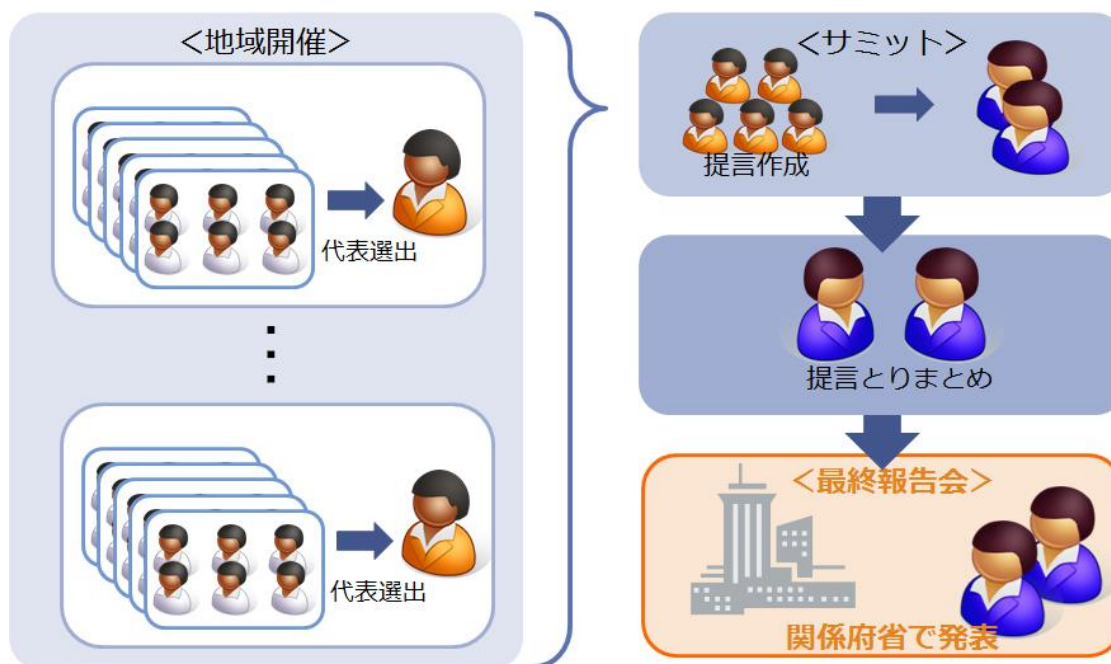 ＜地域開催＞
代表選出
代表選出
＜サミット＞
提言作成
提言とりまとめ
＜最終報告会＞
関係府省で発表